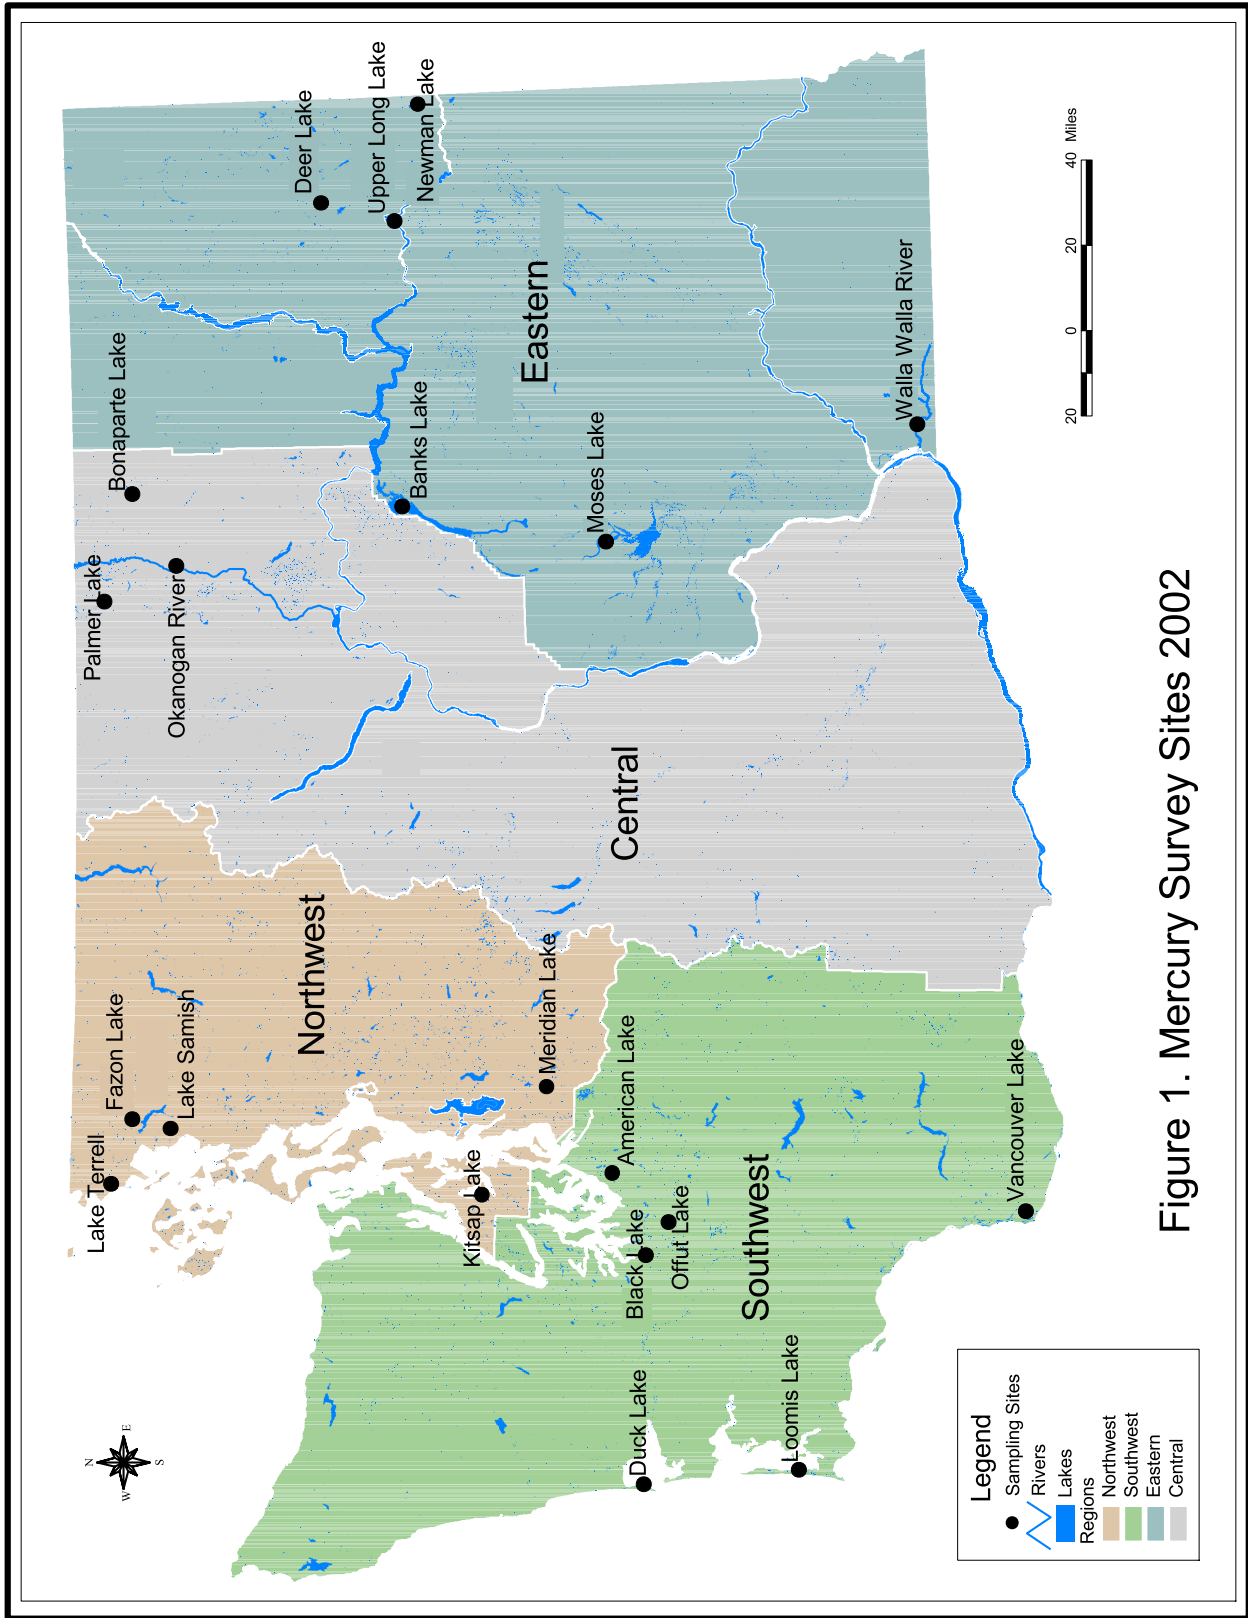 N
W
E
S
Lake Terrell
Fazon Lake
Lake Samish
Palmer Lake
Okanogan River
Bonaparte Lake
Deer Lake
Upper Long Lake
Newman Lake
Northwest
Banks Lake
Kitsap Lake
Meridian Lake
Eastern
Moses Lake
Central
American Lake
Black Lake
Offut Lake
Duck Lake
Southwest
Loomis Lake
Walla Walla River
Vancouver Lake
Legend
Sampling Sites
Rivers
Lakes
Regions
Northwest
Southwest
Eastern
Central
20 0 20 40 Miles
Figure 1. Mercury Survey Sites 2002